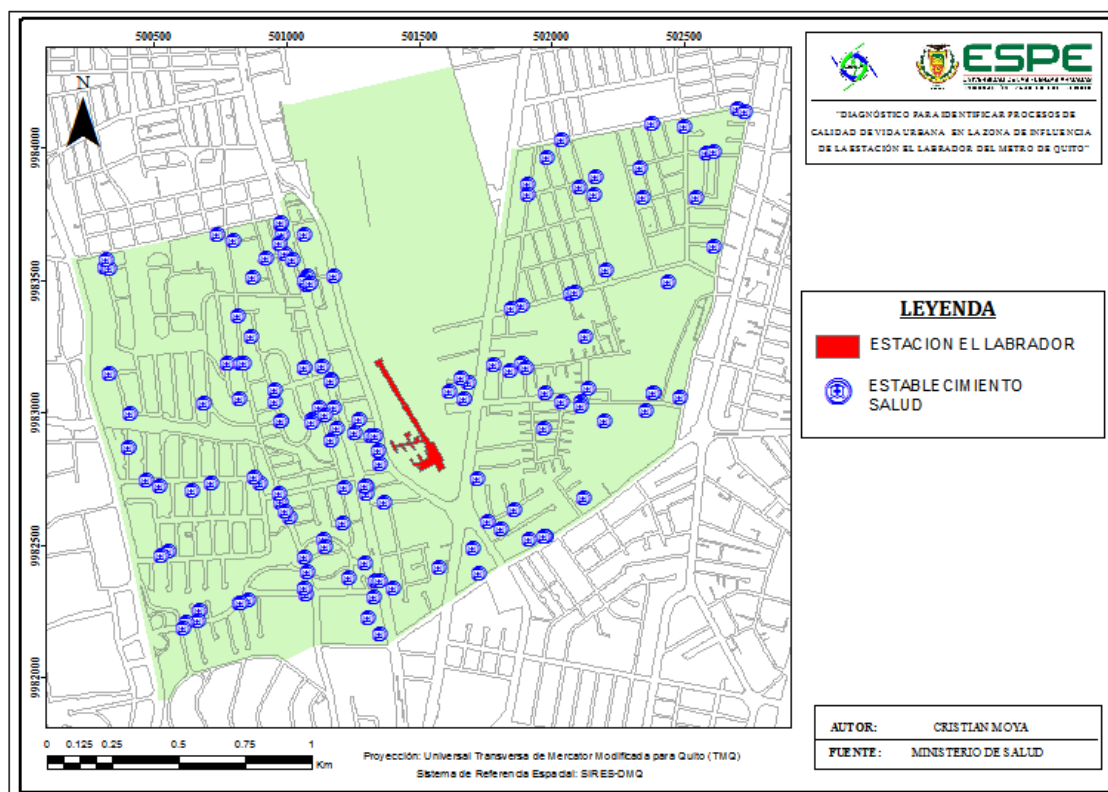 500500 501000 501500 502000 502500
9984000
9983500
9983000
9982500
9982000
N
ESPE
"DIAGNÓSTICO PARA IDENTIFICAR PROCESOS DE
CALIDAD DE VIDA URBANA EN LA ZONA DE INFLUENCIA
DE LA ESTACIÓN EL LABRADOR DEL METRO DE QUITO"
LEYENDA
ESTACION EL LABRADOR
ESTABLECIMIENTO
SALUD
0 0.125 0.25 0.5 0.75 1
Km
Proyección: Universal Transversa de Mercator Modificada para Quito (TMQ)
Sistema de Referencia Espacial: SIRES-DMQ
AUTOR: CRISTIAN MOYA
FUENTE: MINISTERIO DE SALUD